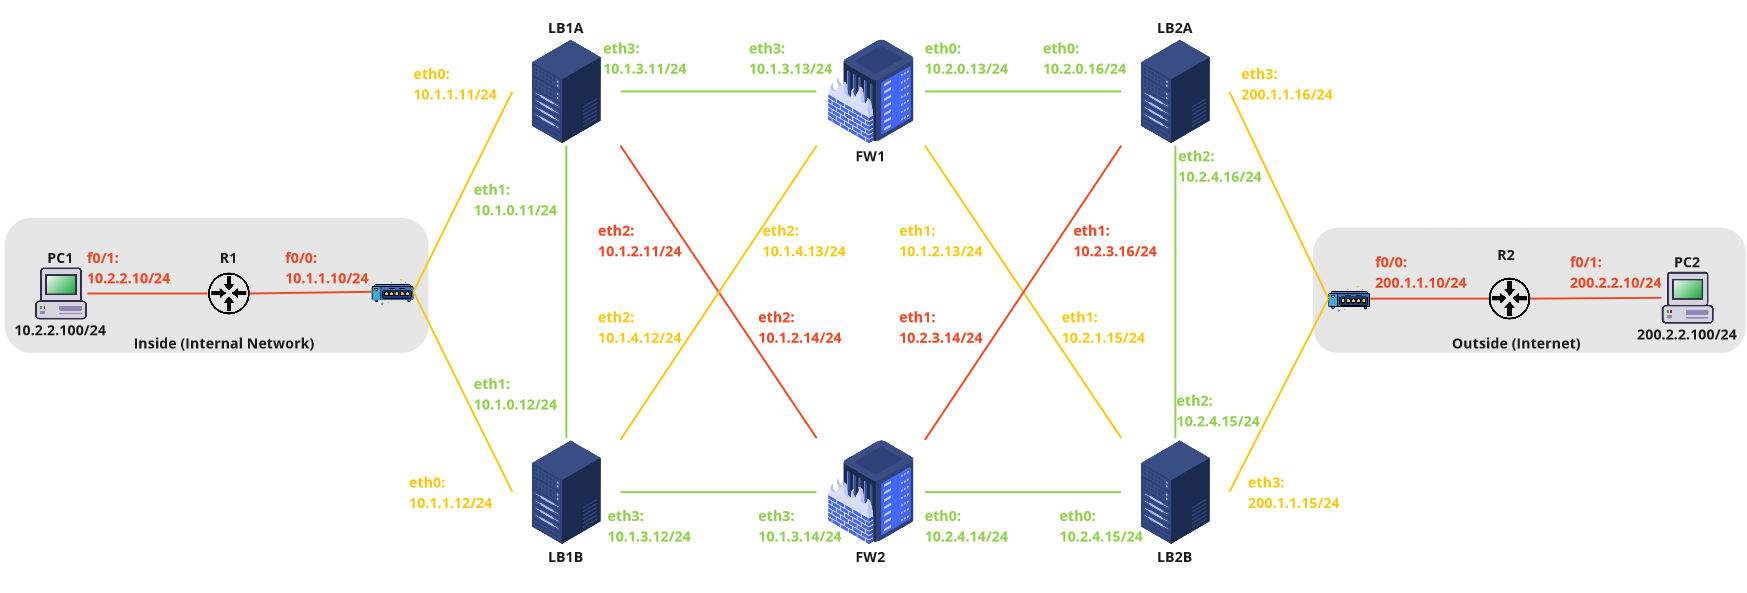 LB1A
LB2A
eth3:
10.1.3.11/24
eth3:
10.1.3.13/24
eth0:
10.2.0.13/24
eth0:
10.2.0.16/24
eth0:
10.1.1.11/24
eth3:
200.1.1.16/24
FW1
eth2:
10.2.4.16/24
eth1:
10.1.0.11/24
eth2:
10.1.2.11/24
eth2:
10.1.4.13/24
eth1:
10.1.2.13/24
eth1:
10.2.3.16/24
PC1
f0/1:
10.2.2.10/24
R1
f0/0:
10.1.1.10/24
10.2.2.100/24
Inside (Internal Network)
f0/0:
200.1.1.10/24
R2
f0/1:
200.2.2.10/24
PC2
200.2.2.100/24
Outside (Internet)
eth2:
10.1.4.12/24
eth2:
10.1.2.14/24
eth1:
10.2.3.14/24
eth1:
10.2.1.15/24
eth1:
10.1.0.12/24
eth2:
10.2.4.15/24
eth0:
10.1.1.12/24
eth3:
200.1.1.15/24
eth3:
10.1.3.12/24
eth3:
10.1.3.14/24
eth0:
10.2.4.14/24
eth0:
10.2.4.15/24
LB1B
FW2
LB2B